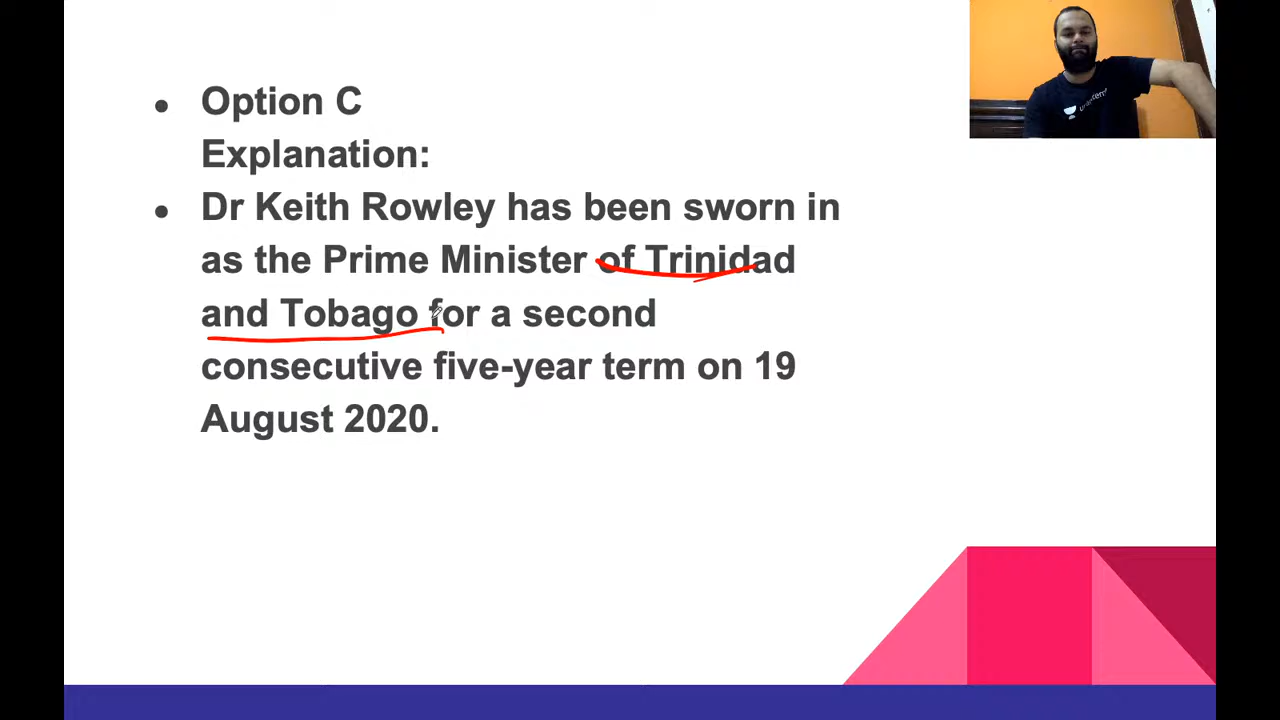 Option C
Explanation:
Dr Keith Rowley has been sworn in
as the Prime Minister of Trinidad
and Tobago for a second
consecutive five-year term on 19
August 2020.